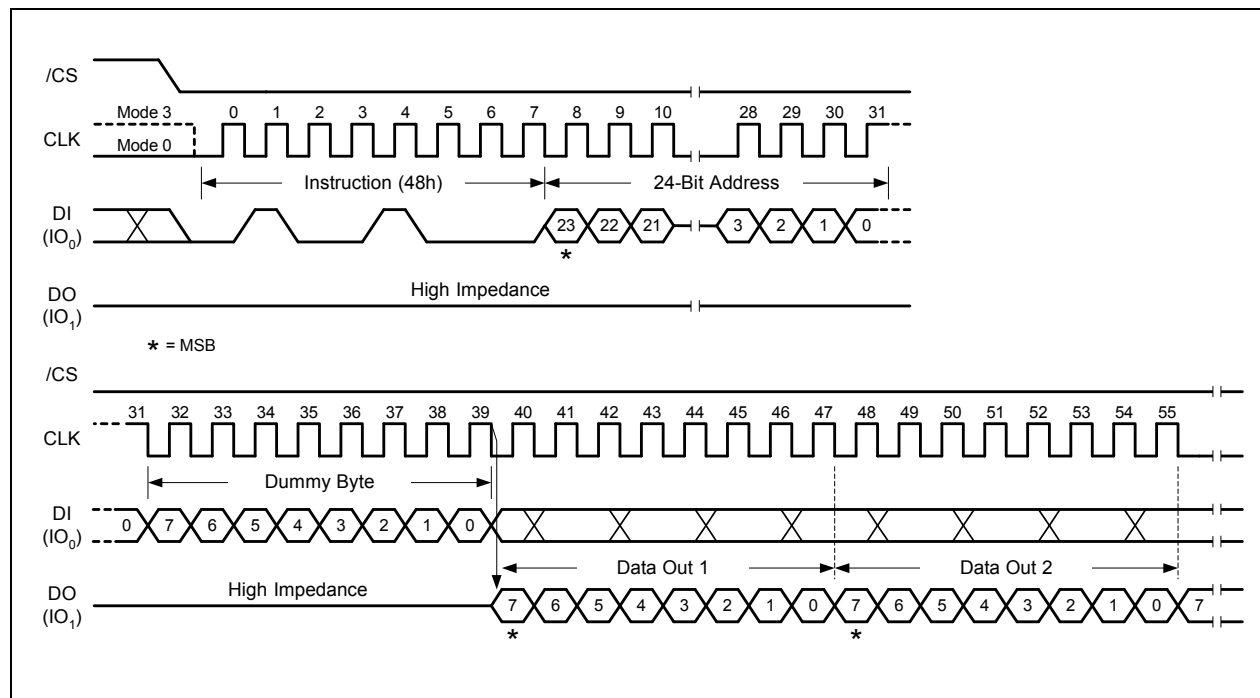 /CS
Mode 3 0 1 2 3 4 5 6 7 8 9 10 28 29 30 31
CLK
Mode 0
Instruction (48h) 24-Bit Address
DI
(IO0) 23 22 21 3 2 1 0
*
High Impedance
DO
(IO1)
* = MSB
/CS
31 32 33 34 35 36 37 38 39 40 41 42 43 44 45 46 47 48 49 50 51 52 53 54 55
CLK
Dummy Byte
DI
(IO0) 0 7 6 5 4 3 2 1 0
Data Out 1 Data Out 2
High Impedance
DO
(IO1) 7 6 5 4 3 2 1 0 7 6 5 4 3 2 1 0 7
* *